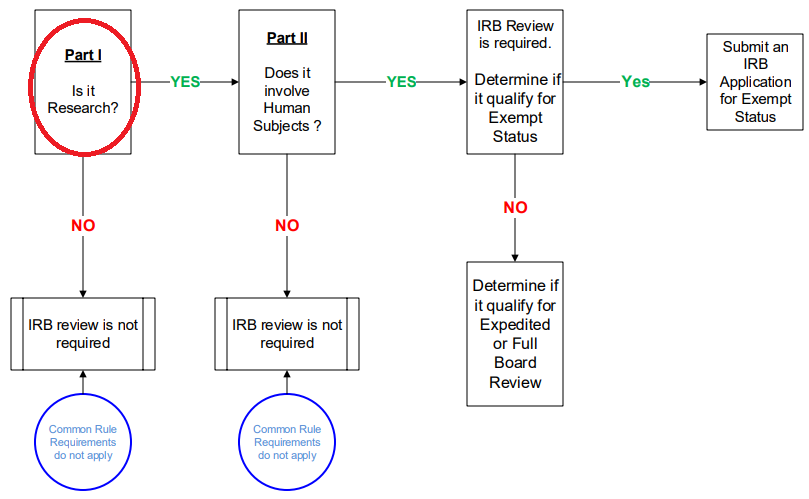 Part I
Is it
Research?
YES
Part II
Does it
involve
Human
Subjects ?
YES
IRB Review
is required.
Determine if
it qualify for
Exempt
Status
Yes
Submit an
IRB
Application
for Exempt
Status
NO
NO
NO
IRB review is not
required
IRB review is not
required
Determine if
it qualify for
Expedited
or Full
Board
Review
Common Rule
Requirements
do not apply
Common Rule
Requirements
do not apply